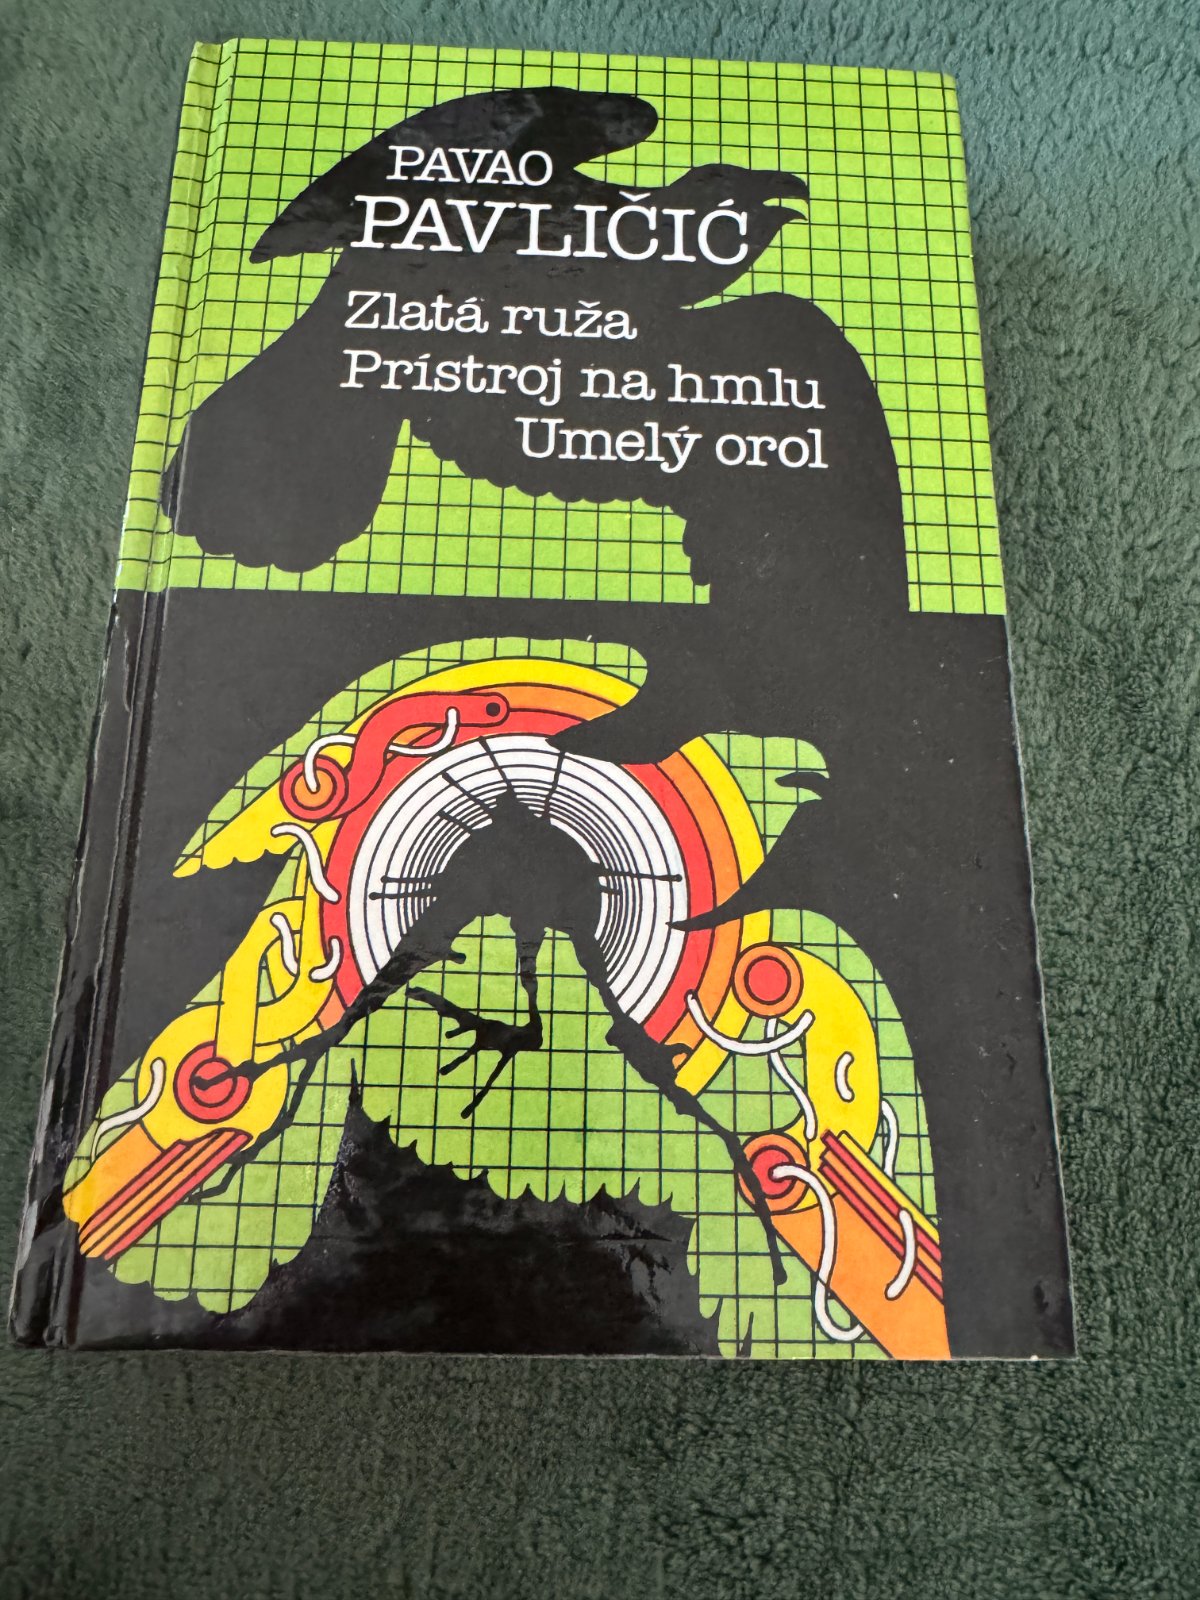 PAVAO
PAVLIČIĆ
Zlatá ruža
Prístroj na hmlu
Umelý orol